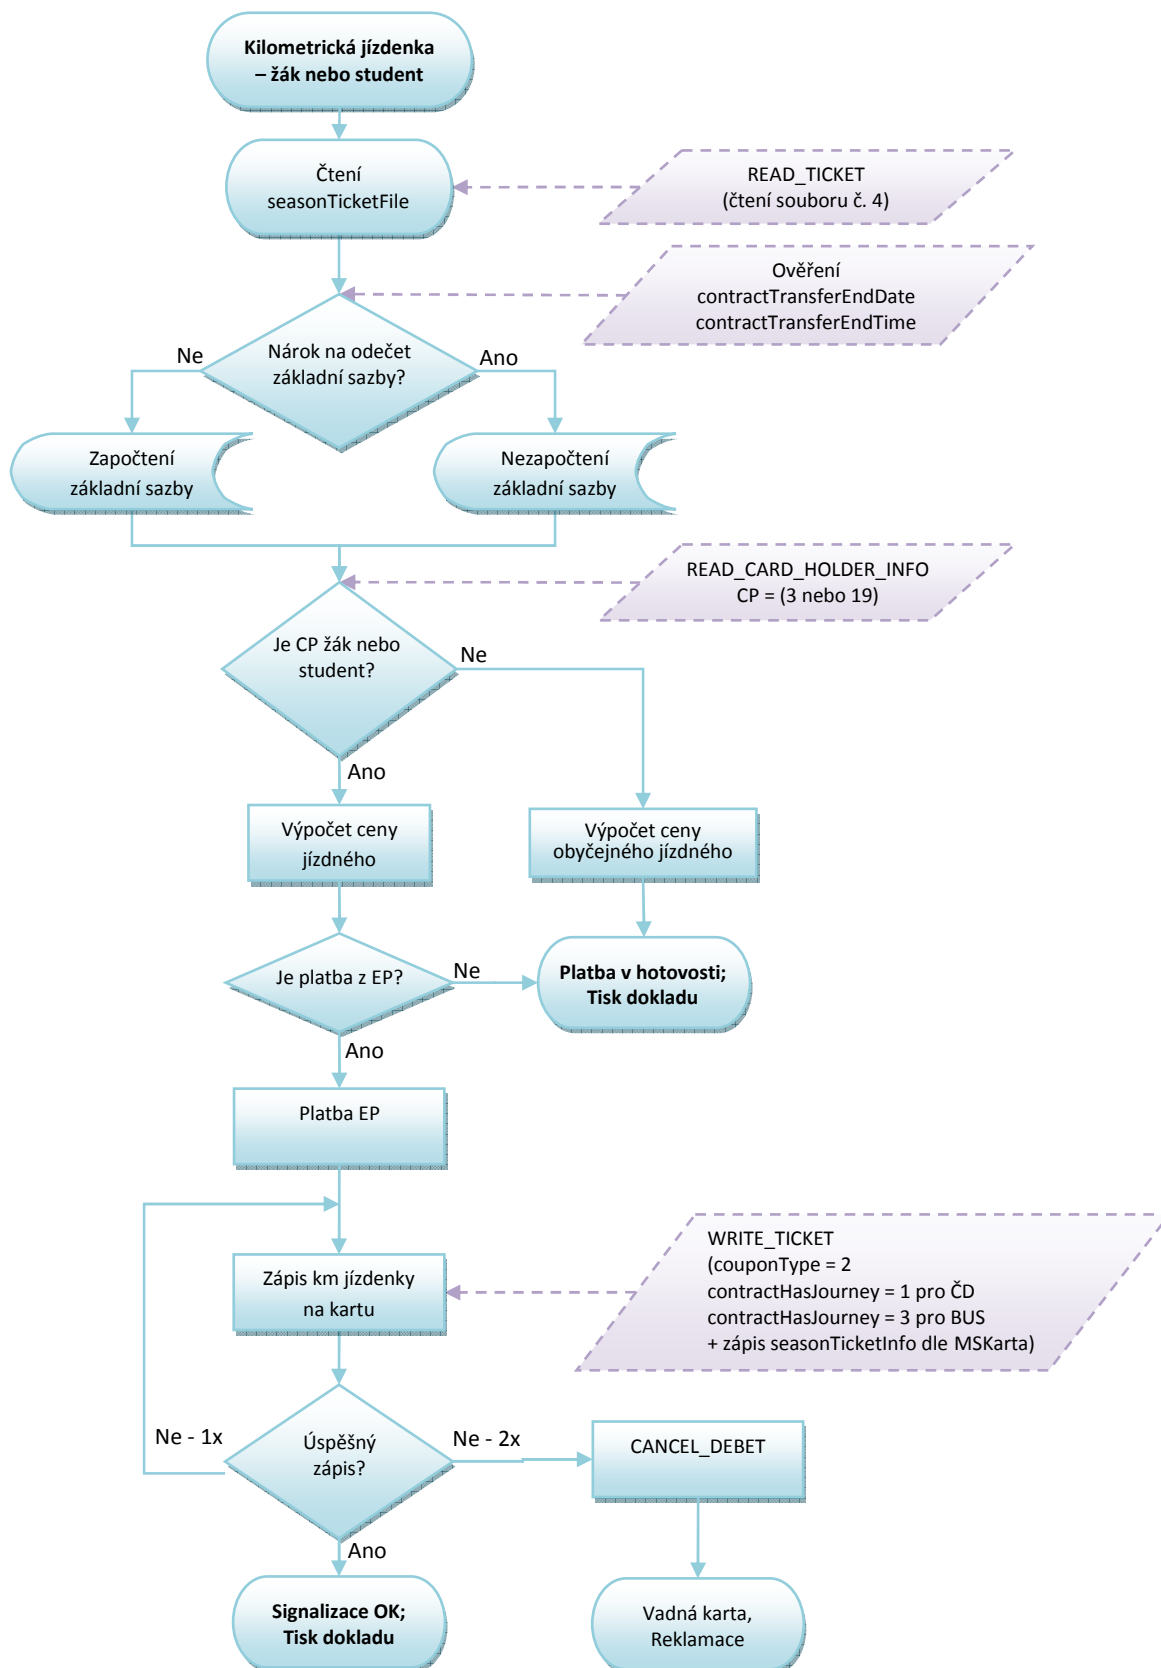 Kilometrická jízdenka
– žák nebo student
Čtení
seasonTicketFile
READ_TICKET
(čtení souboru č. 4)
Ověření
contractTransferEndDate
contractTransferEndTime
Ne
Nárok na odečet
základní sazby?
Ano
Započtení
základní sazby
Nezapočtení
základní sazby
READ_CARD_HOLDER_INFO
CP = (3 nebo 19)
Je CP žák nebo
student?
Ne
Ano
Výpočet ceny
jízdného
Výpočet ceny
obyčejného jízdného
Je platba z EP?
Ne
Platba v hotovosti;
Tisk dokladu
Ano
Platba EP
WRITE_TICKET
(couponType = 2
contractHasJourney = 1 pro ČD
contractHasJourney = 3 pro BUS
+ zápis seasonTicketInfo dle MSKarta)
Zápis km jízdenky
na kartu
Ne - 1x
Úspěšný
zápis?
Ne - 2x
CANCEL_DEBET
Ano
Signalizace OK;
Tisk dokladu
Vadná karta,
Reklamace